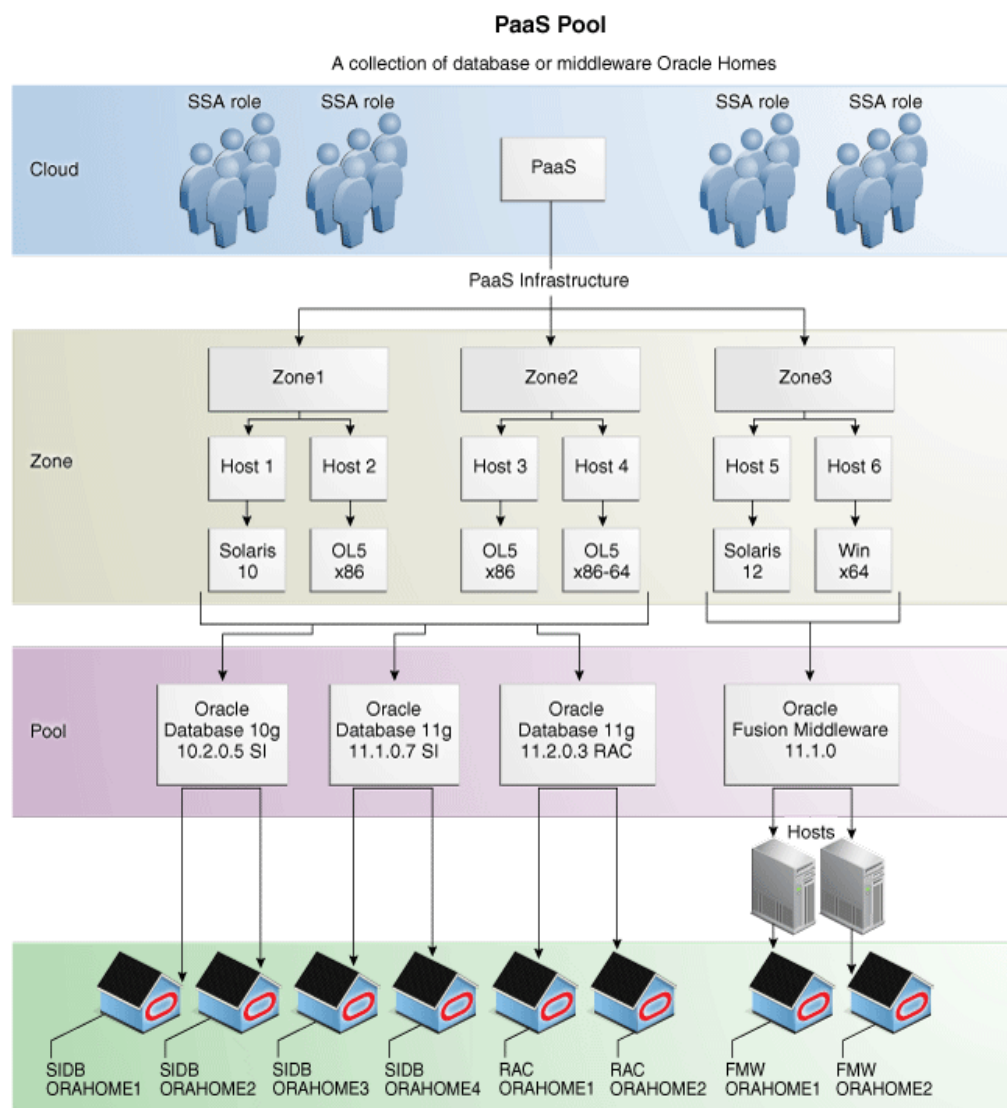 PaaS Pool
A collection of database or middleware Oracle Homes
SSA role
SSA role
SSA role
SSA role
Cloud
PaaS
PaaS Infrastructure
Zone1
Zone2
Zone3
Zone
Host 1
Host 2
Host 3
Host 4
Host 5
Host 6
Solaris
10
OL5
x86
OL5
x86
OL5
x86-64
Solaris
12
Win
x64
Pool
Oracle
Database 10g
10.2.0.5 SI
Oracle
Database 11g
11.1.0.7 SI
Oracle
Database 11g
11.2.0.3 RAC
Oracle
Fusion Middleware
11.1.0
Hosts
SIDB
ORAHOME1
SIDB
ORAHOME2
SIDB
ORAHOME3
SIDB
ORAHOME4
RAC
ORAHOME1
RAC
ORAHOME2
FMW
ORAHOME1
FMW
ORAHOME2